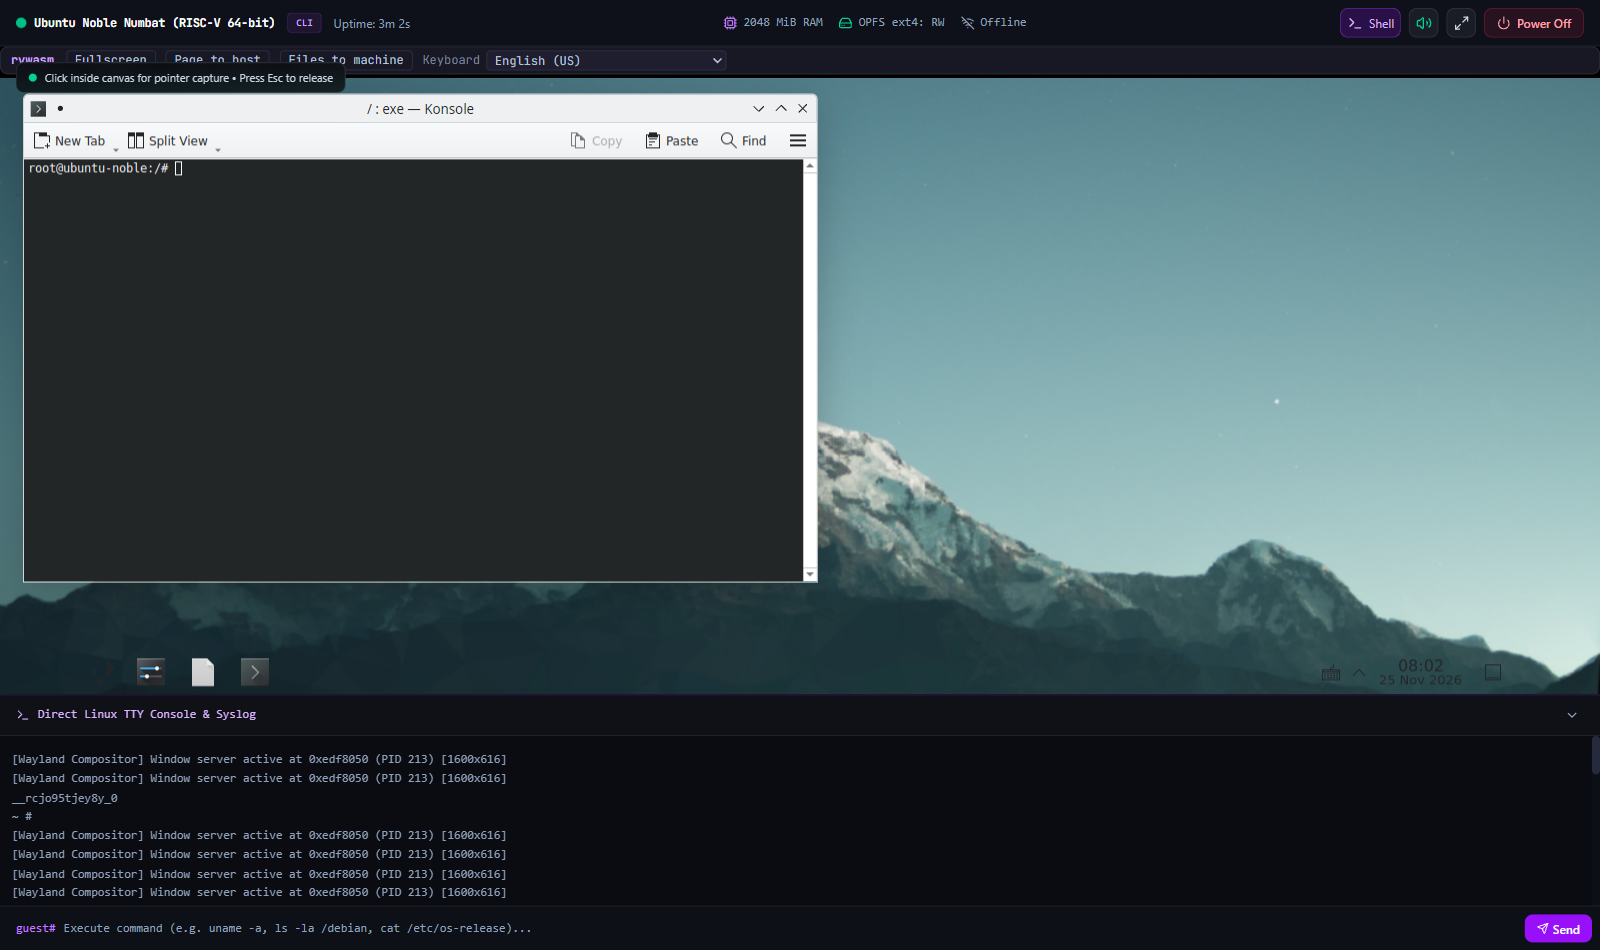 Ubuntu Noble Numbat (RISC-V 64-bit) CLI Uptime: 3m 2s 2048 MiB RAM OPFS ext4: RW Offline Shell Power Off
rvwasm Fullscreen Page to host Files to machine Keyboard English (US)
Click inside canvas for pointer capture • Press Esc to release
/ : exe — Konsole
New Tab Split View Copy Paste Find
root@ubuntu-noble:/#
08:02
25 Nov 2026
Direct Linux TTY Console & Syslog
[Wayland Compositor] Window server active at 0xedf8050 (PID 213) [1600x616]
[Wayland Compositor] Window server active at 0xedf8050 (PID 213) [1600x616]
__rcjo95tjey8y_0
~ #
[Wayland Compositor] Window server active at 0xedf8050 (PID 213) [1600x616]
[Wayland Compositor] Window server active at 0xedf8050 (PID 213) [1600x616]
[Wayland Compositor] Window server active at 0xedf8050 (PID 213) [1600x616]
[Wayland Compositor] Window server active at 0xedf8050 (PID 213) [1600x616]
guest# Execute command (e.g. uname -a, ls -la /debian, cat /etc/os-release)... Send